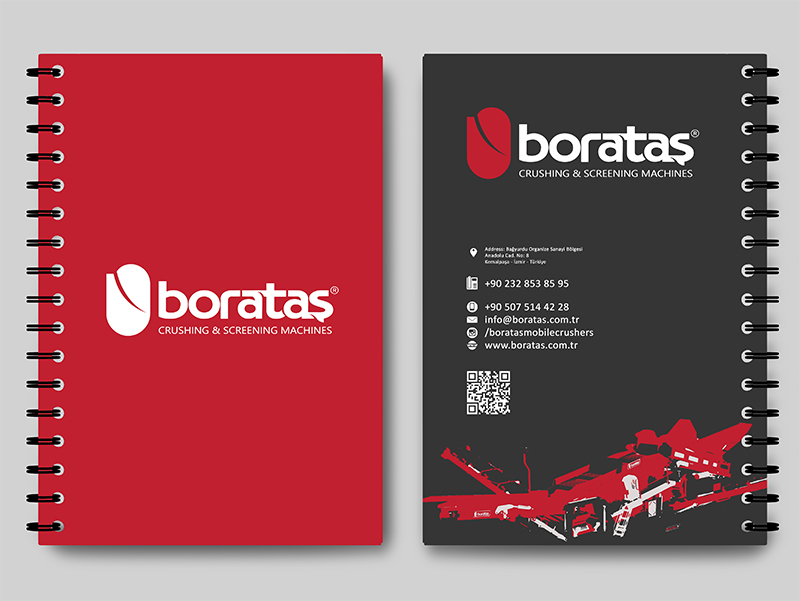 borataş®
CRUSHING & SCREENING MACHINES
borataş®
CRUSHING & SCREENING MACHINES
Address: Bağyurdu Organize Sanayi Bölgesi
Anadolu Cad. No: 8
Kemalpaşa - İzmir - Türkiye
+90 232 853 85 95
+90 507 514 42 28
info@boratas.com.tr
/boratasmobilecrushers
www.boratas.com.tr